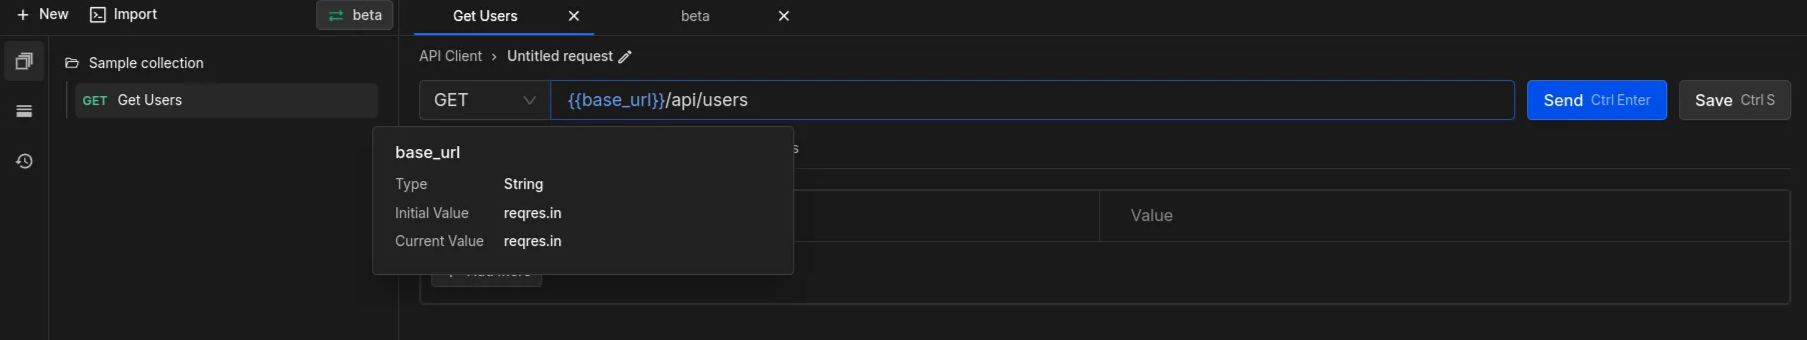 New Import beta
Get Users beta
Sample collection
GET Get Users
API Client › Untitled request
GET {{base_url}}/api/users Send Ctrl Enter Save Ctrl S
base_url
Type String
Initial Value reqres.in
Current Value reqres.in
Value